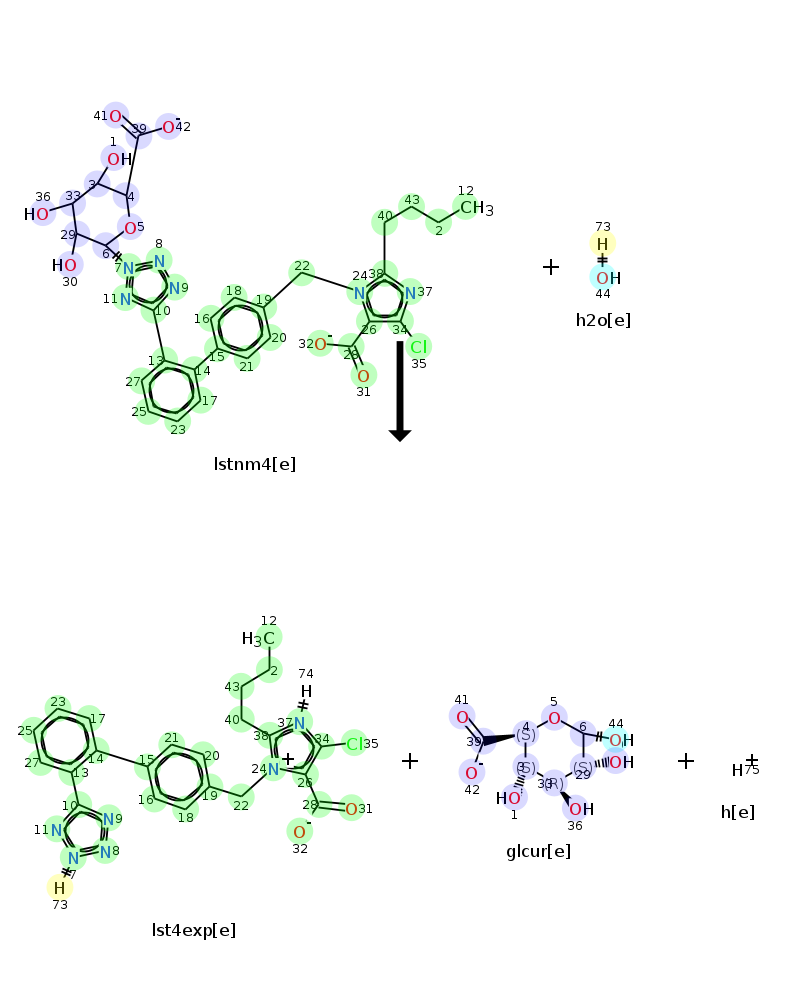 41 O 39 O - 42
1
OH
3
36 33 4
HO O 5
29
6 8
HO 7 N N
30 11 N N 9
10
12
43 CH3
40 2
18 22 24 38
16 19 N N 37
15 20 26 34
13 14 21 32 O - 28 Cl
27 O 35
25 17 31
23
lstnm4[e]
+
73
H
OH
44
h2o[e]
12
H3C
2
43
40
74
H
37
38 N 34 Cl 35
+
24 N 26
22 28 O 31
O -
32
23
25 17
27 14
13
21
15 20
16 19
18
10
11 N N 9
N N 8
7
H
73
lst4exp[e]
+
41 5
O 4 O 6 44
39 (S) OH
O - 3 (S) (S) OH
42 33 (R) 29
HO OH
1 36
glcur[e]
+
H + 75
h[e]